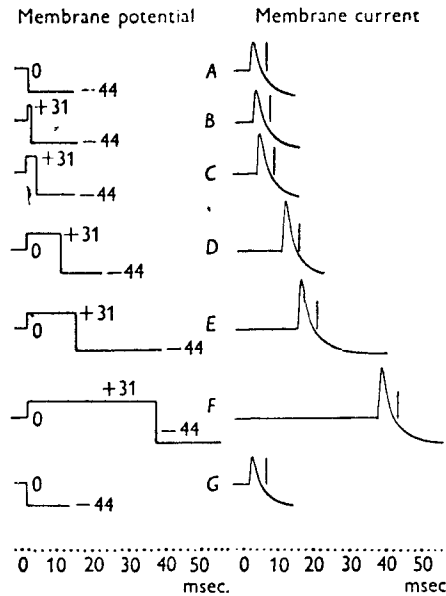 Membrane potential Membrane current
0 -44 A
+31 -44 B
+31 -44 C
0 +31 -44 D
0 +31 -44 E
0 +31 -44 F
0 -44 G
0 10 20 30 40 50 0 10 20 30 40 50
msec. msec